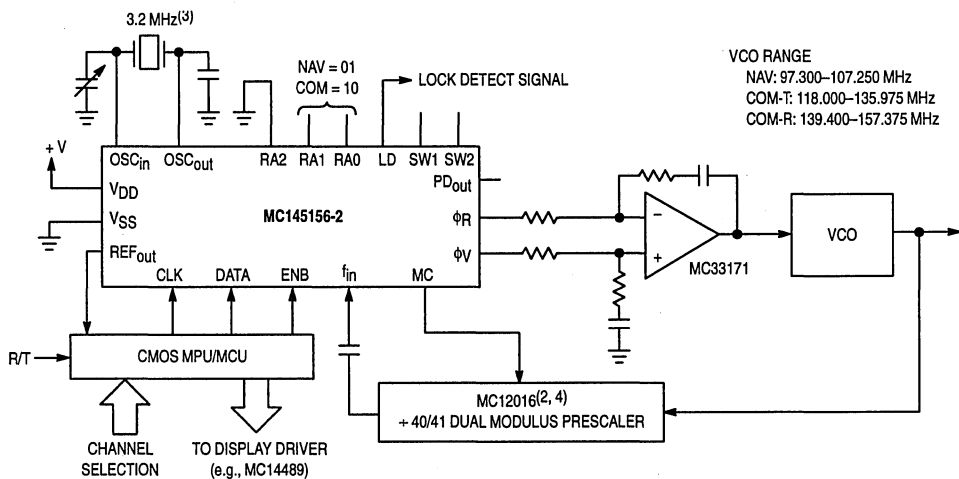 3.2 MHz(3)
NAV = 01
COM = 10
LOCK DETECT SIGNAL
VCO RANGE
NAV: 97.300–107.250 MHz
COM-T: 118.000–135.975 MHz
COM-R: 139.400–157.375 MHz
+ V
OSCin
OSCout
RA2
RA1
RA0
LD
SW1
SW2
VDD
PDout
MC145156-2
VSS
ϕR
REFout
ϕV
CLK
DATA
ENB
fin
MC
–
+
MC33171
VCO
R/T
CMOS MPU/MCU
MC12016(2, 4)
÷ 40/41 DUAL MODULUS PRESCALER
CHANNEL
SELECTION
TO DISPLAY DRIVER
(e.g., MC14489)